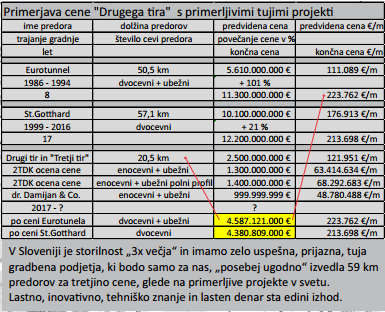 Primerjava cene "Drugega tira" s primerljivimi tujimi projekti
ime predora dolžina predorov predvidena cena predvidena cena €/m
trajanje gradnje število cevi predora povečanje cene v %
let končna cena končna cena €/m
Eurotunnel 50,5 km 5.610.000.000 € 111.089 €/m
1986 - 1994 dvocevni + ubežni + 101 %
8 11.300.000.000 € 223.762 €/m
St.Gotthard 57,1 km 10.100.000.000 € 176.913 €/m
1999 - 2016 dvocevni + 21 %
17 12.200.000.000 € 213.698 €/m
Drugi tir in "Tretji tir" 20,5 km 2.500.000.000 € 121.951 €/m
2TDK ocena cene enocevni + ubežni 1.300.000.000 € 63.414.634 €/m
2TDK ocena cene enocevni + ubežni polni profil 1.400.000.000 € 68.292.683 €/m
dr. Damijan & Co. enocevni + ubežni 999.999.999 € 48.780.488 €/m
2017 - ? ?
po ceni Eurotunela dvocevni + ubežni 4.587.121.000 € 223.762 €/m
po ceni St.Gotthard dvocevni 4.380.809.000 € 213.698 €/m
V Sloveniji je storilnost „3x večja“ in imamo zelo uspešna, prijazna, tuja
gradbena podjetja, ki bodo samo za nas, „posebej ugodno“ izvedla 59 km
predorov za tretjino cene, glede na primerljive projekti v svetu.
Lastno, inovativno, tehniško znanje in lasten denar sta edini izhod.